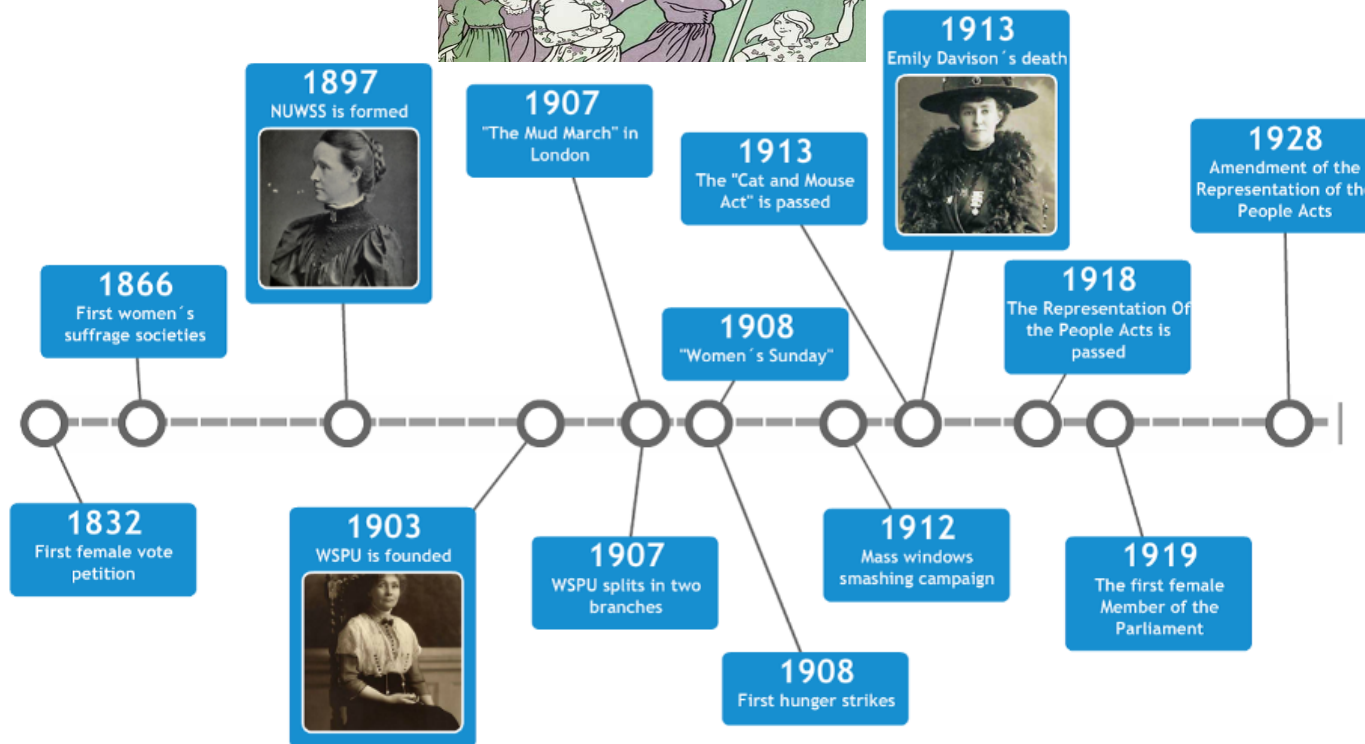 1832
First female vote
petition
1866
First women´s
suffrage societies
1897
NUWSS is formed
1903
WSPU is founded
1907
"The Mud March" in
London
1907
WSPU splits in two
branches
1908
"Women´s Sunday"
1908
First hunger strikes
1912
Mass windows
smashing campaign
1913
The "Cat and Mouse
Act" is passed
1913
Emily Davison´s death
1918
The Representation Of
the People Acts is
passed
1919
The first female
Member of the
Parliament
1928
Amendment of the
Representation of the
People Acts